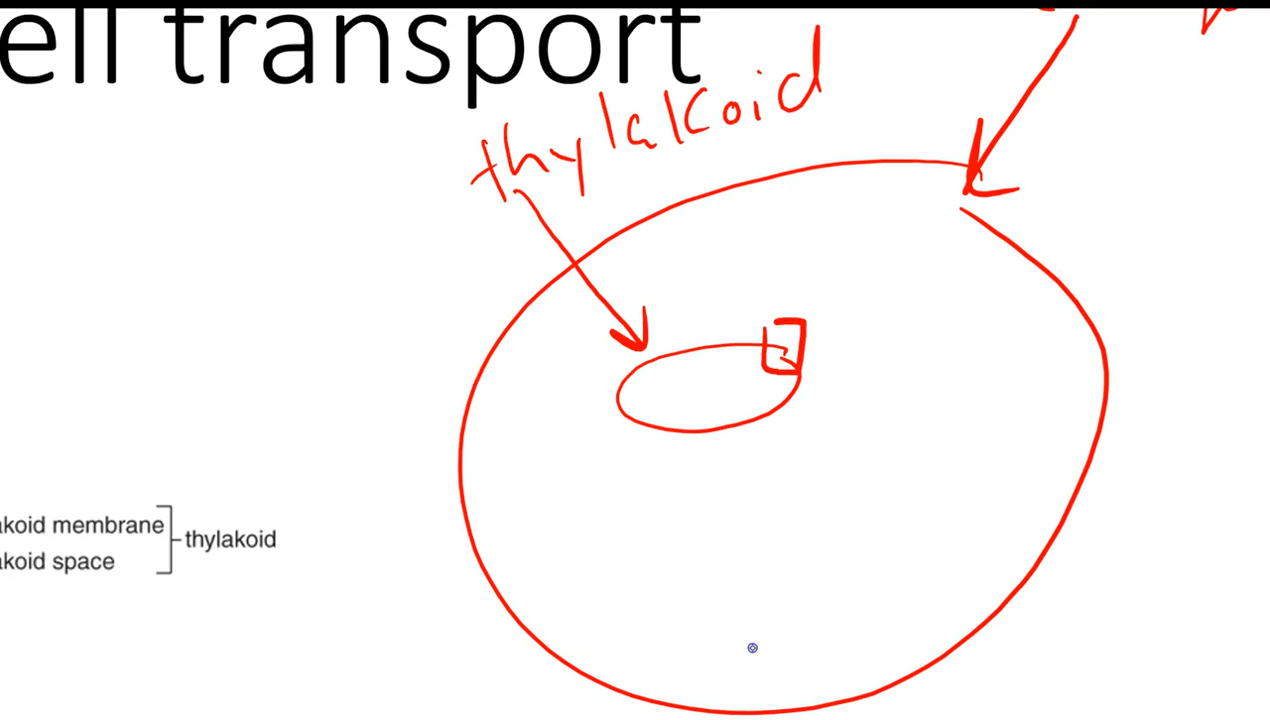 ell transport
thylakoid
akoid membrane
thylakoid
akoid space